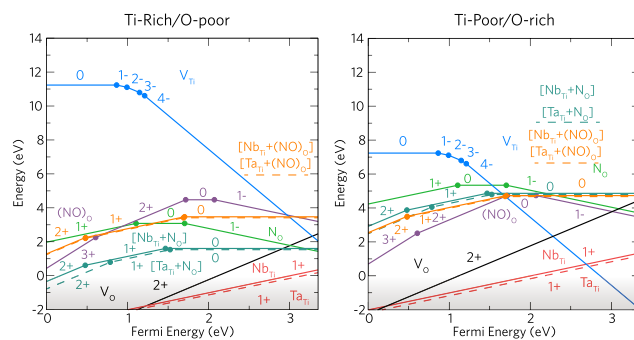 Ti-Rich/O-poor
Ti-Poor/O-rich
14
12
10
8
6
4
2
0
-2
Energy (eV)
0
1-
2-
3-
4-
V_Ti
[Nb_Ti+(NO)_O]
[Ta_Ti+(NO)_O]
(NO)_O
2+
1+
1+
0
0
0
1-
1-
2+
3+
N_O
[Nb_Ti+N_O]
1+
[Ta_Ti+N_O]
1+
0
0
2+
2+
V_O
2+
Nb_Ti
1+
1+
Ta_Ti
0
1
2
3
Fermi Energy (eV)
14
12
10
8
6
4
2
0
-2
Energy (eV)
[Nb_Ti+N_O]
[Ta_Ti+N_O]
[Nb_Ti+(NO)_O]
[Ta_Ti+(NO)_O]
0
1-
2-
3-
4-
V_Ti
N_O
1+
0
1-
2+
1+
1+
2+
(NO)_O
0
1-
2+
3+
V_O
2+
Nb_Ti
1+
1+
Ta_Ti
0
1
2
3
Fermi Energy (eV)